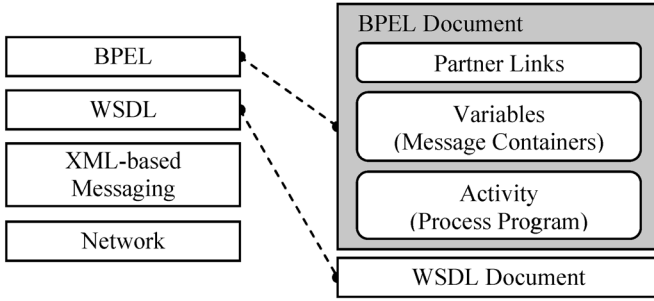 BPEL
WSDL
XML-based
Messaging
Network
BPEL Document
Partner Links
Variables
(Message Containers)
Activity
(Process Program)
WSDL Document